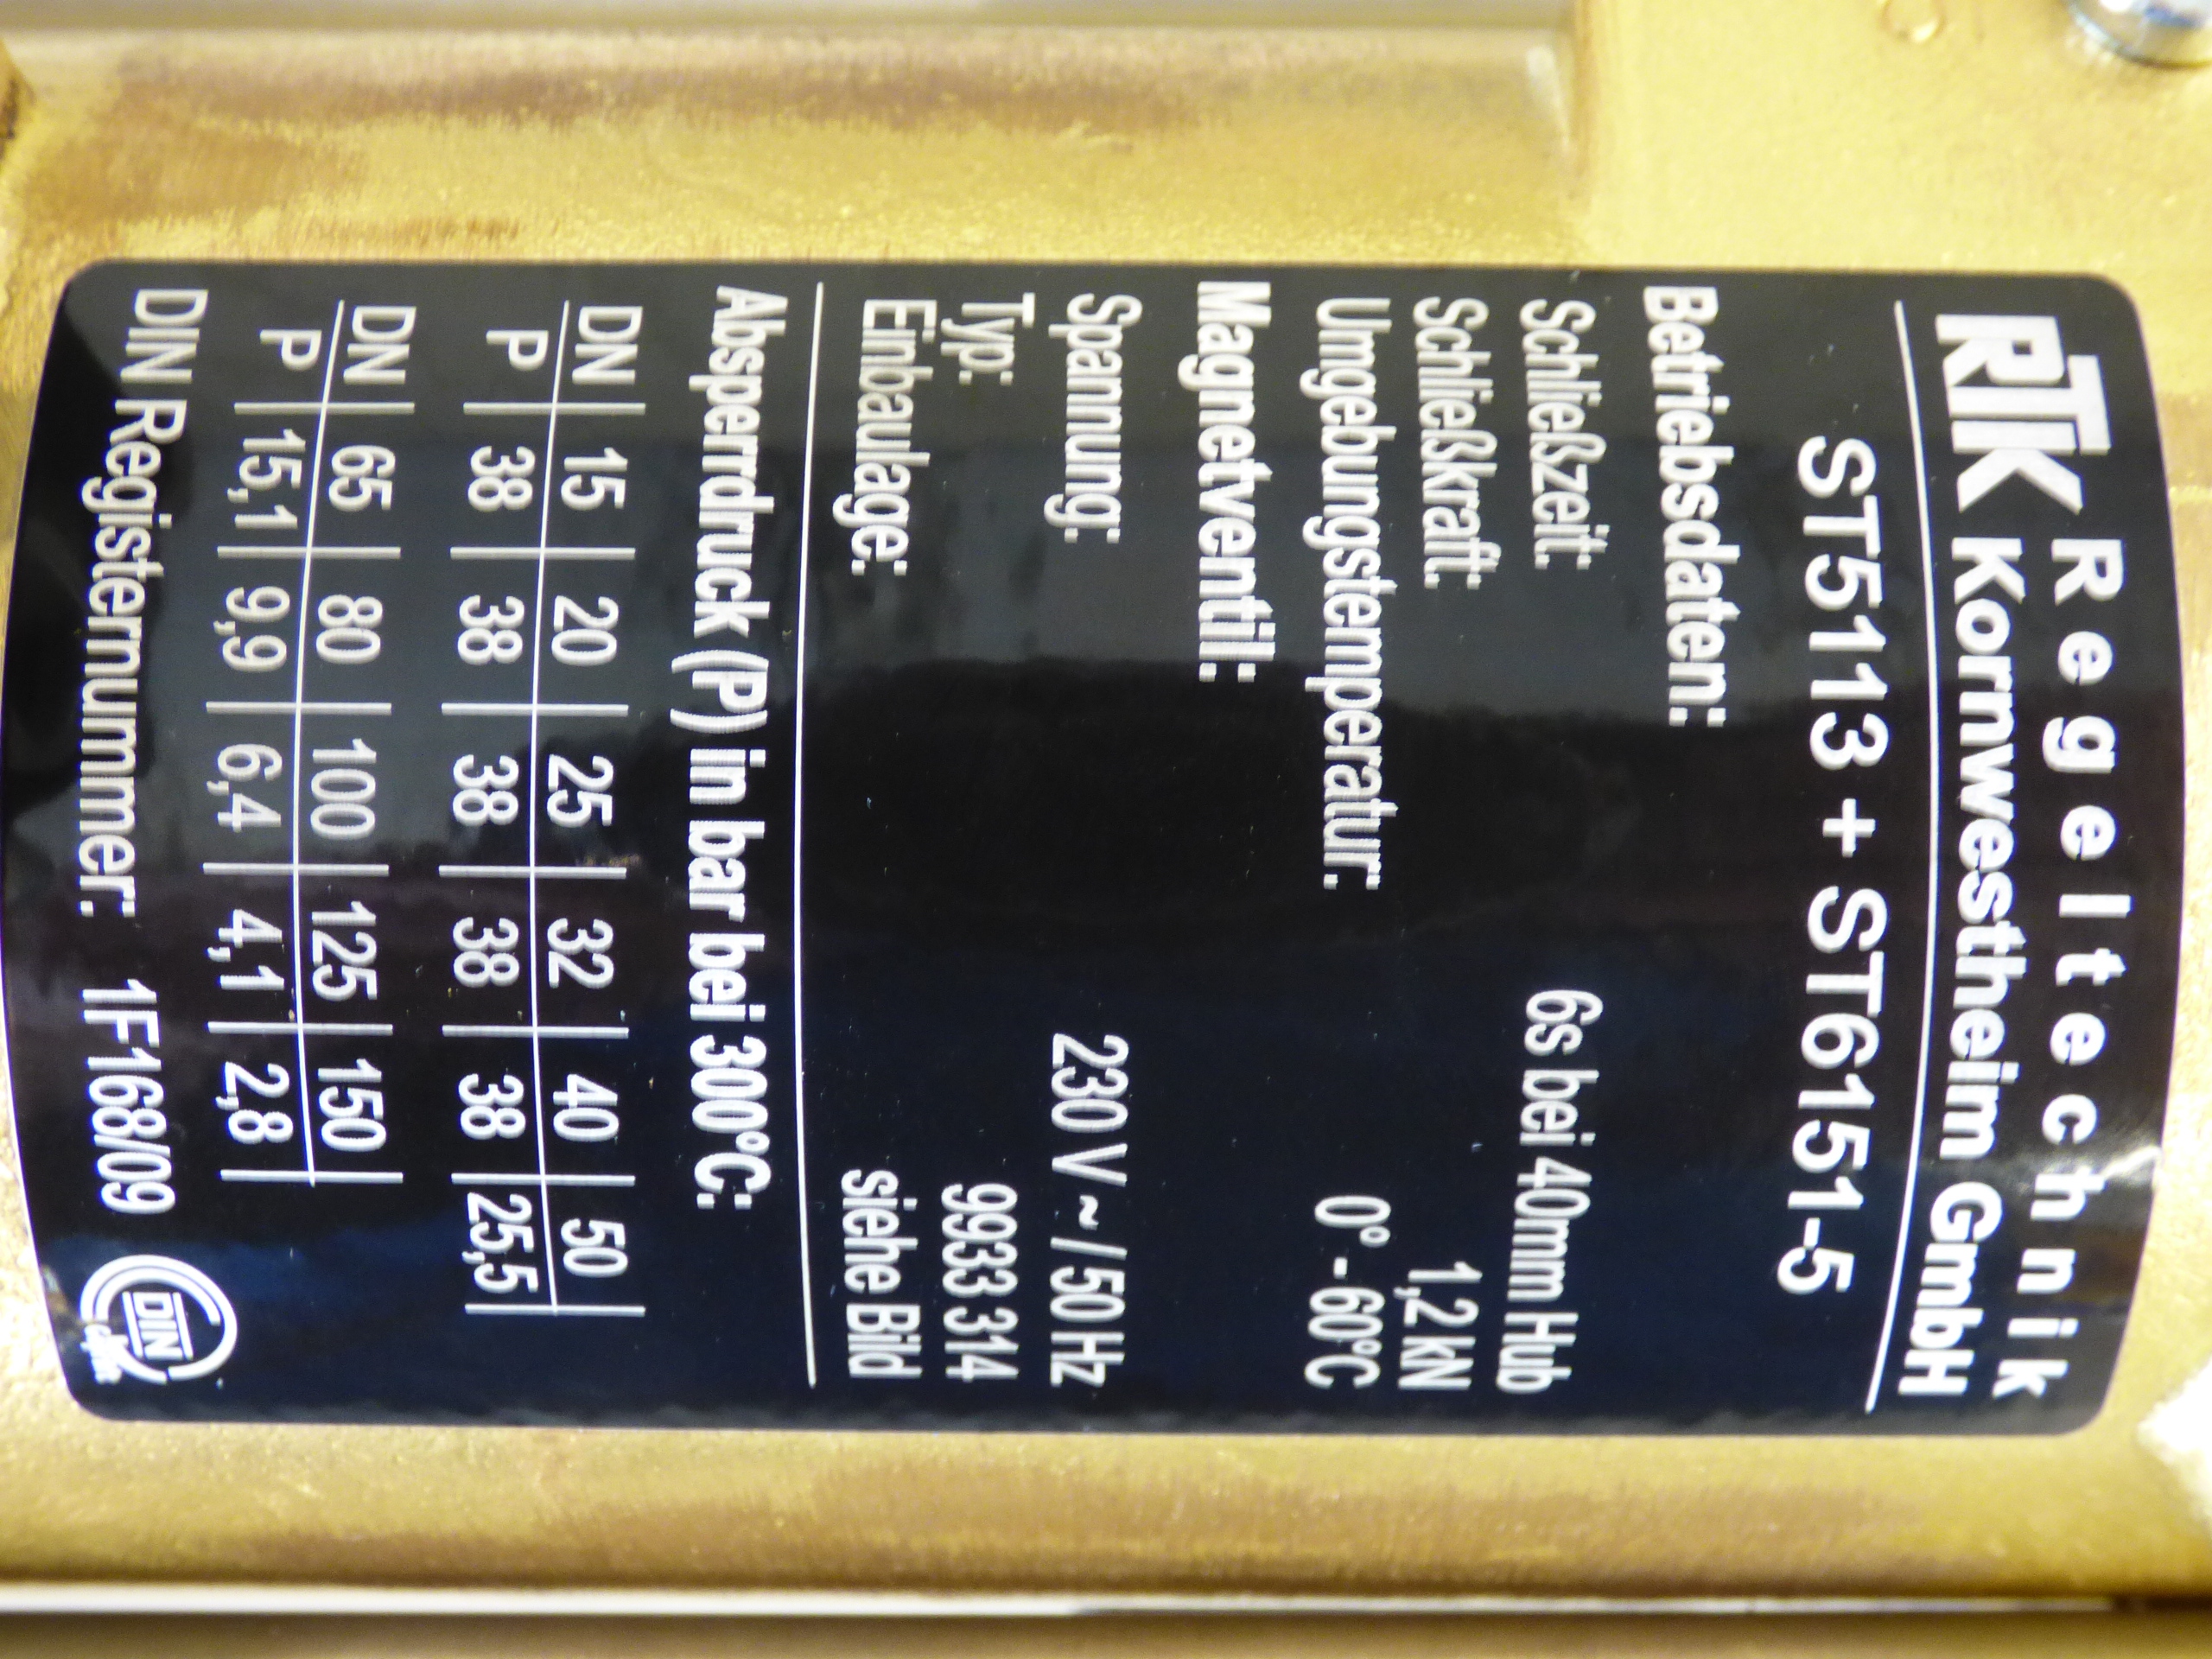 RTK Regeltechnik
Kornwestheim GmbH
ST5113 + ST6151-5
Betriebsdaten:
Schließzeit: 6s bei 40mm Hub
Schließkraft: 1,2 kN
Umgebungstemperatur: 0° - 60°C
Magnetventil:
Spannung: 230 V ~ / 50 Hz
Typ: 9933 314
Einbaulage: siehe Bild
Absperrdruck (P) in bar bei 300°C:
DN 15 20 25 32 40 50
P 38 38 38 38 38 25,5
DN 65 80 100 125 150
P 15,1 9,9 6,4 4,1 2,8
DIN Registernummer: 1F168/09 DIN